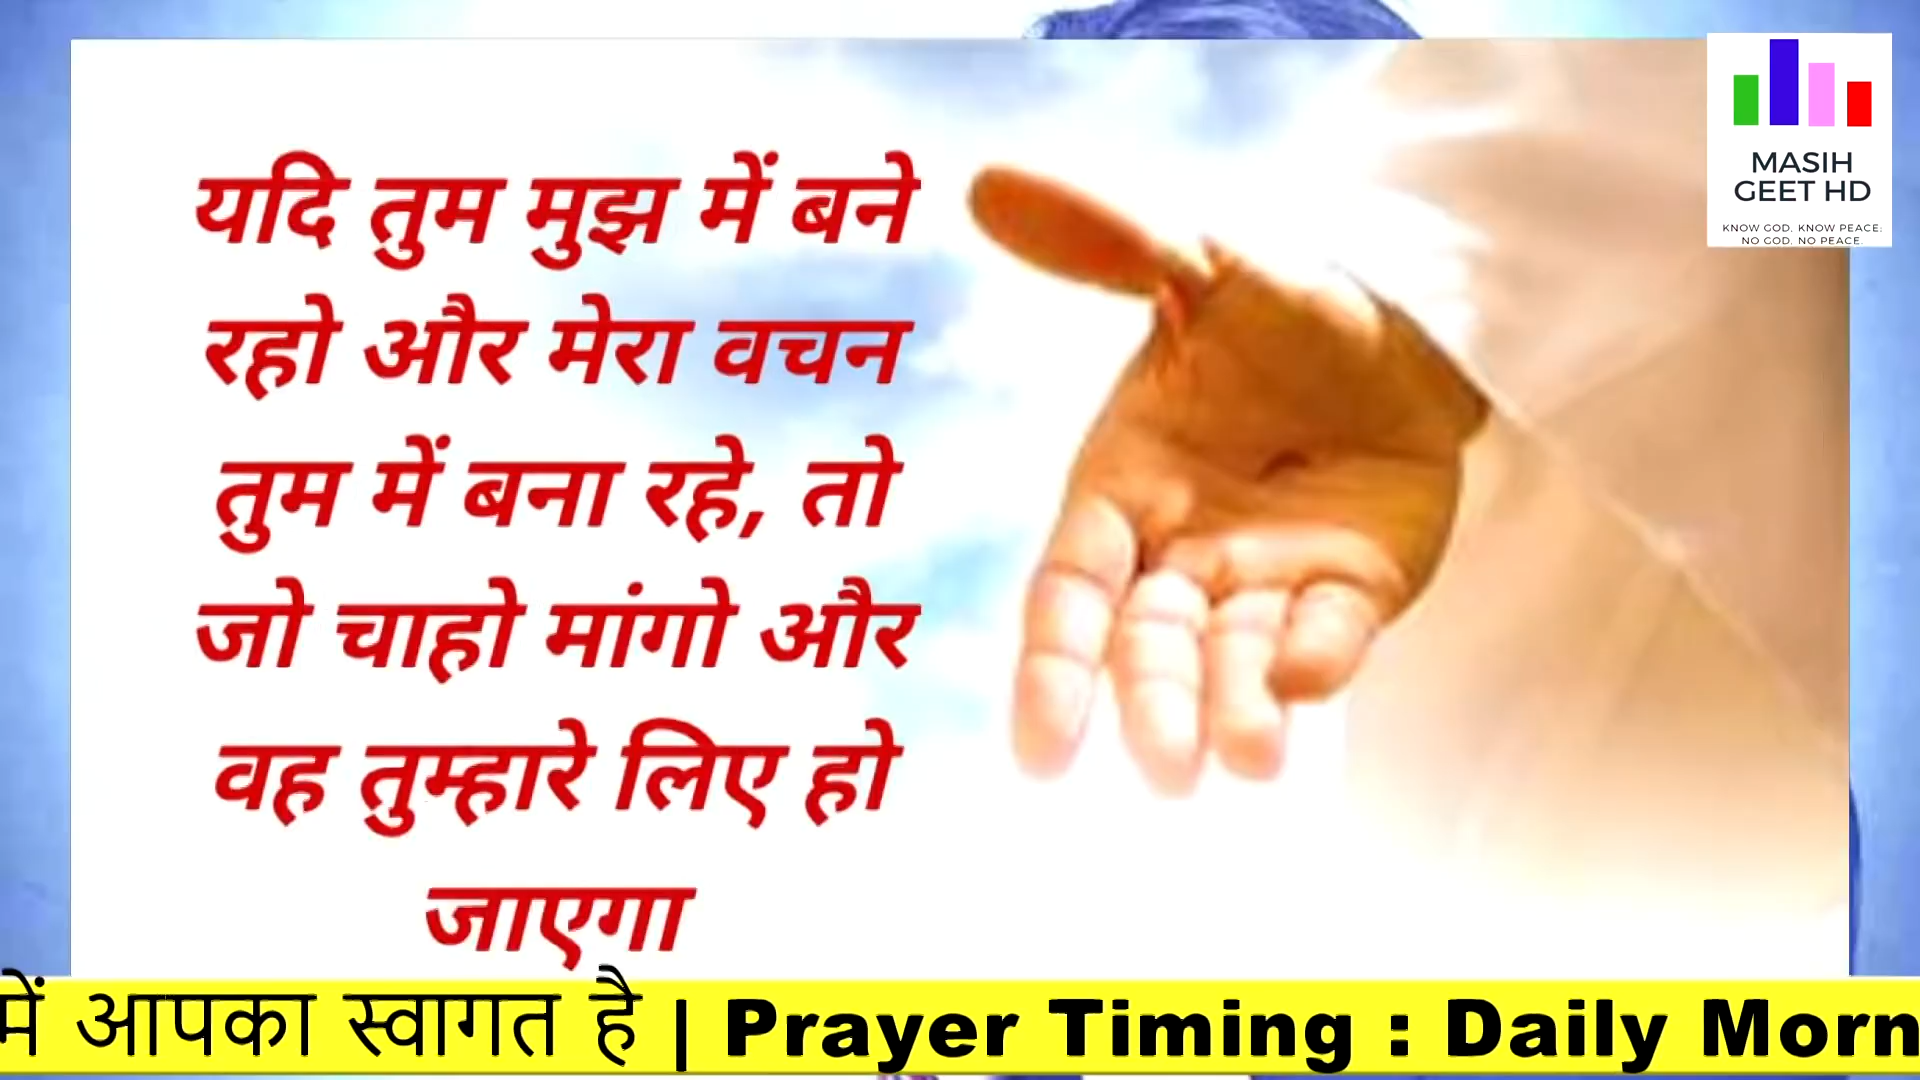 यदि तुम मुझ में बने
रहो और मेरा वचन
तुम में बना रहे, तो
जो चाहो मांगो और
वह तुम्हारे लिए हो
जाएगा
MASIH
GEET HD
KNOW GOD. KNOW PEACE;
NO GOD. NO PEACE.
में आपका स्वागत है | Prayer Timing : Daily Morn